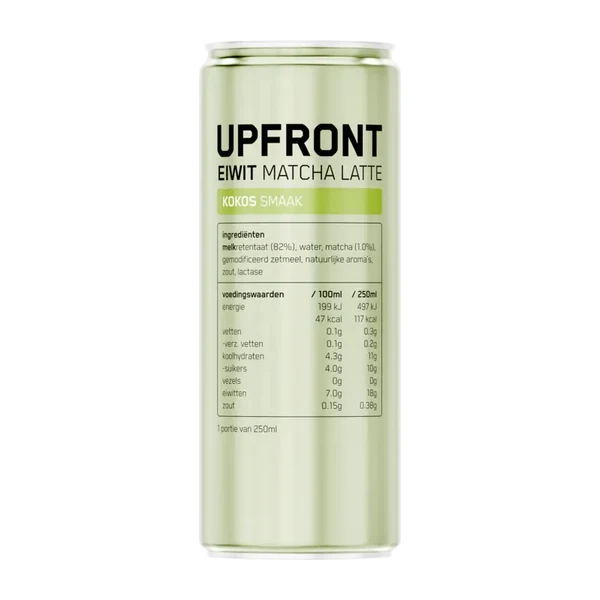 UPFRONT
EIWIT MATCHA LATTE
KOKOS SMAAK
ingrediënten
melkretentaat (82%), water, matcha (1.0%),
gemodificeerd zetmeel, natuurlijke aroma's,
zout, lactase
voedingswaarden / 100ml / 250ml
energie 199 kJ 497 kJ
47 kcal 117 kcal
vetten 0.1g 0.3g
-verz. vetten 0.1g 0.2g
koolhydraten 4.3g 11g
-suikers 4.0g 10g
vezels 0g 0g
eiwitten 7.0g 18g
zout 0.15g 0.38g
1 portie van 250ml